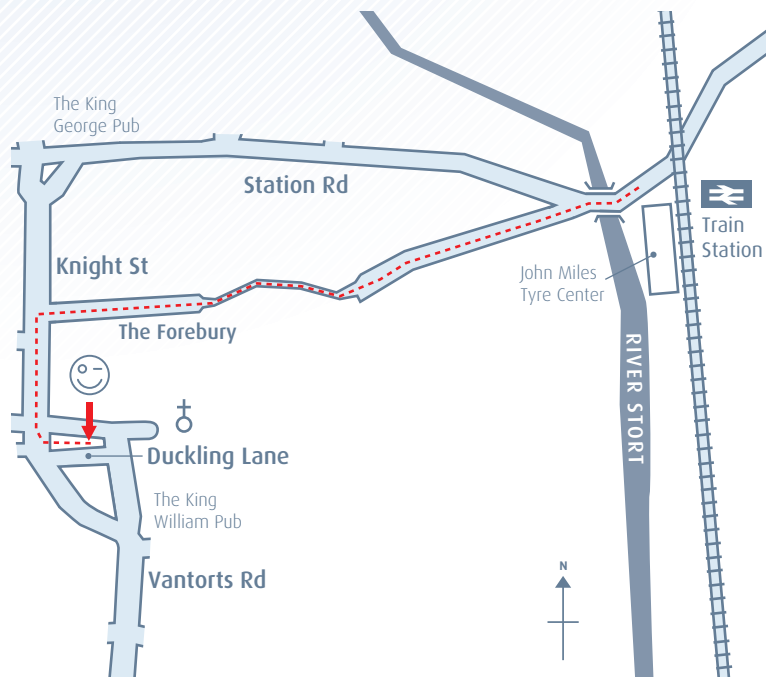 The King
George Pub
Station Rd
Train
Station
Knight St
John Miles
Tyre Center
The Forebury
RIVER STORT
Duckling Lane
The King
William Pub
N
Vantorts Rd